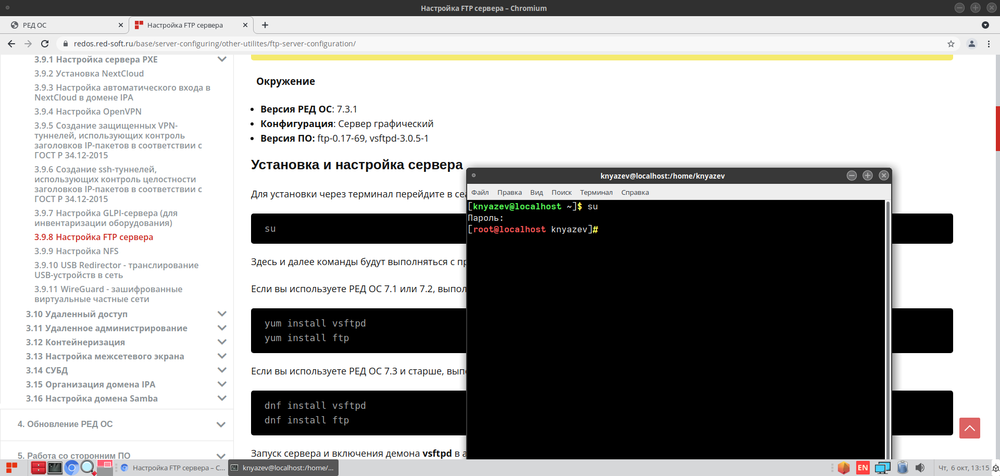 Настройка FTP сервера – Chromium
РЕД ОС
Настройка FTP сервера
redos.red-soft.ru/base/server-configuring/other-utilites/ftp-server-configuration/
3.9.1 Настройка сервера PXE
3.9.2 Установка NextCloud
3.9.3 Настройка автоматического входа в
NextCloud в домене IPA
3.9.4 Настройка OpenVPN
3.9.5 Создание защищенных VPN-
туннелей, использующих контроль
заголовков IP-пакетов в соответствии с
ГОСТ Р 34.12-2015
3.9.6 Создание ssh-туннелей,
использующих контроль целостности
заголовков IP-пакетов в соответствии с
ГОСТ Р 34.12-2015
3.9.7 Настройка GLPI-сервера (для
инвентаризации оборудования)
3.9.8 Настройка FTP сервера
3.9.9 Настройка NFS
3.9.10 USB Redirector - транслирование
USB-устройств в сеть
3.9.11 WireGuard - зашифрованные
виртуальные частные сети
3.10 Удаленный доступ
3.11 Удаленное администрирование
3.12 Контейнеризация
3.13 Настройка межсетевого экрана
3.14 СУБД
3.15 Организация домена IPA
3.16 Настройка домена Samba
4. Обновление РЕД ОС
5. Работа со сторонним ПО
Окружение
Версия РЕД ОС: 7.3.1
Конфигурация: Сервер графический
Версия ПО: ftp-0.17-69, vsftpd-3.0.5-1
Установка и настройка сервера
Для установки через терминал перейдите в
su
Здесь и далее команды будут выполняться с
Если вы используете РЕД ОС 7.1 или 7.2,
yum install vsftpd
yum install ftp
Если вы используете РЕД ОС 7.3 и старше,
dnf install vsftpd
dnf install ftp
Запуск сервера и включения демона vsftpd в
knyazev@localhost:/home/knyazev
Файл Правка Вид Поиск Терминал Справка
[knyazev@localhost ~]$ su
Пароль:
[root@localhost knyazev]#
Настройка FTP сервера – C...
knyazev@localhost:/home/...
EN
Чт, 6 окт, 13:15